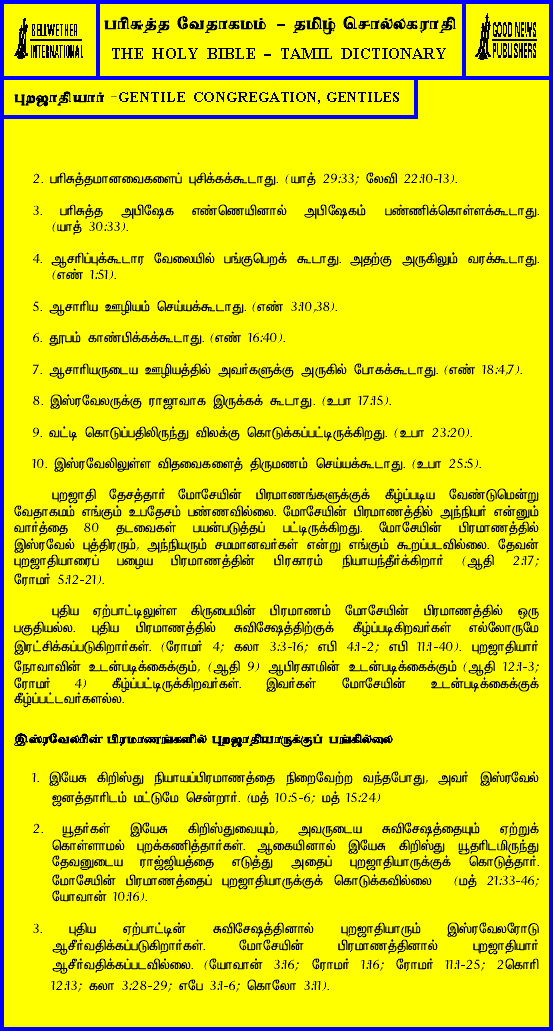 BELLWETHER
INTERNATIONAL
பரிசுத்த வேதாகமம் – தமிழ் சொல்லகராதி
THE HOLY BIBLE – TAMIL DICTIONARY
GOOD NEWS
PUBLISHERS
புறஜாதியார் –GENTILE CONGREGATION, GENTILES
2. பரிசுத்தமானவைகளைப் புசிக்கக்கூடாது. (யாத் 29:33; லேவி 22:10-13).
3. பரிசுத்த அபிஷேக எண்ணெயினால் அபிஷேகம் பண்ணிக்கொள்ளக்கூடாது.
(யாத் 30:33).
4. ஆசரிப்புக்கூடார வேலையில் பங்குபெறக் கூடாது. அதற்கு அருகிலும் வரக்கூடாது.
(எண் 1:51).
5. ஆசாரிய ஊழியம் செய்யக்கூடாது. (எண் 3:10,38).
6. தூபம் காண்பிக்கக்கூடாது. (எண் 16:40).
7. ஆசாரியருடைய ஊழியத்தில் அவர்களுக்கு அருகில் போகக்கூடாது. (எண் 18:4,7).
8. இஸ்ரவேலருக்கு ராஜாவாக இருக்கக் கூடாது. (உபா 17:15).
9. வட்டி கொடுப்பதிலிருந்து விலக்கு கொடுக்கப்பட்டிருக்கிறது. (உபா 23:20).
10. இஸ்ரவேலிலுள்ள விதவைகளைத் திருமணம் செய்யக்கூடாது. (உபா 25:5).
புறஜாதி தேசத்தார் மோசேயின் பிரமாணங்களுக்குக் கீழ்ப்படிய வேண்டுமென்று
வேதாகமம் எங்கும் உபதேசம் பண்ணவில்லை. மோசேயின் பிரமாணத்தில் அந்நியர் என்னும்
வார்த்தை 80 தடவைகள் பயன்படுத்தப் பட்டிருக்கிறது. மோசேயின் பிரமாணத்தில்
இஸ்ரவேல் புத்திரரும், அந்நியரும் சமமானவர்கள் என்று எங்கும் கூறப்படவில்லை. தேவன்
புறஜாதியாரைப் பழைய பிரமாணத்தின் பிரகாரம் நியாயந்தீர்க்கிறார் (ஆதி 2:17;
ரோமர் 5:12-21).
புதிய ஏற்பாட்டிலுள்ள கிருபையின் பிரமாணம் மோசேயின் பிரமாணத்தில் ஒரு
பகுதியல்ல. புதிய பிரமாணத்தில் சுவிசேஷத்திற்குக் கீழ்ப்படிகிறவர்கள் எல்லோருமே
இரட்சிக்கப்படுகிறார்கள். (ரோமர் 4; கலா 3:3-16; எபி 4:1-2; எபி 11:1-40). புறஜாதியார்
நோவாவின் உடன்படிக்கைக்கும், (ஆதி 9) ஆபிரகாமின் உடன்படிக்கைக்கும் (ஆதி 12:1-3;
ரோமர் 4) கீழ்ப்பட்டிருக்கிறவர்கள். இவர்கள் மோசேயின் உடன்படிக்கைக்குக்
கீழ்ப்பட்டவர்களல்ல.
இஸ்ரவேலரின் பிரமாணங்களில் புறஜாதியாருக்குப் பங்கில்லை
1. இயேசு கிறிஸ்து நியாயப்பிரமாணத்தை நிறைவேற்ற வந்தபோது, அவர் இஸ்ரவேல்
ஜனத்தாரிடம் மட்டுமே சென்றார். (மத் 10:5-6; மத் 15:24)
2. யூதர்கள் இயேசு கிறிஸ்துவையும், அவருடைய சுவிசேஷத்தையும் ஏற்றுக்
கொள்ளாமல் புறக்கணித்தார்கள். ஆகையினால் இயேசு கிறிஸ்து யூதரிடமிருந்து
தேவனுடைய ராஜ்ஜியத்தை எடுத்து அதைப் புறஜாதியாருக்குக் கொடுத்தார்.
மோசேயின் பிரமாணத்தைப் புறஜாதியாருக்குக் கொடுக்கவில்லை (மத் 21:33-46;
யோவான் 10:16).
3. புதிய ஏற்பாட்டின் சுவிசேஷத்தினால் புறஜாதியாரும் இஸ்ரவேலரோடு
ஆசீர்வதிக்கப்படுகிறார்கள். மோசேயின் பிரமாணத்தினால் புறஜாதியார்
ஆசீர்வதிக்கப்படவில்லை. (யோவான் 3:16; ரோமர் 1:16; ரோமர் 11:1-25; 2கொரி
12:13; கலா 3:28-29; எபே 3:1-6; கொலோ 3:11).